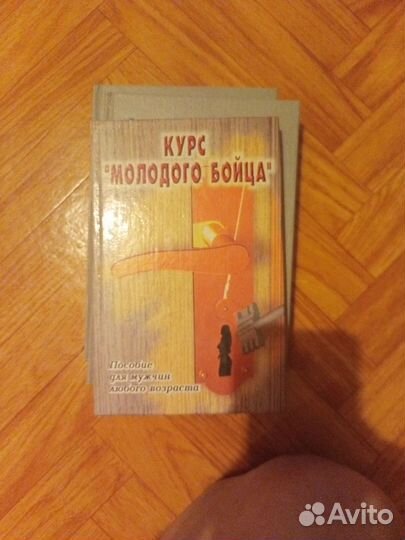 КУРС
"МОЛОДОГО БОЙЦА"
Пособие
для мужчин
любого возраста
Avito